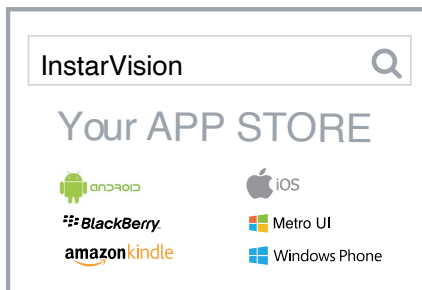 InstarVision
Your APP STORE
android iOS
BlackBerry. Metro UI
amazonkindle Windows Phone